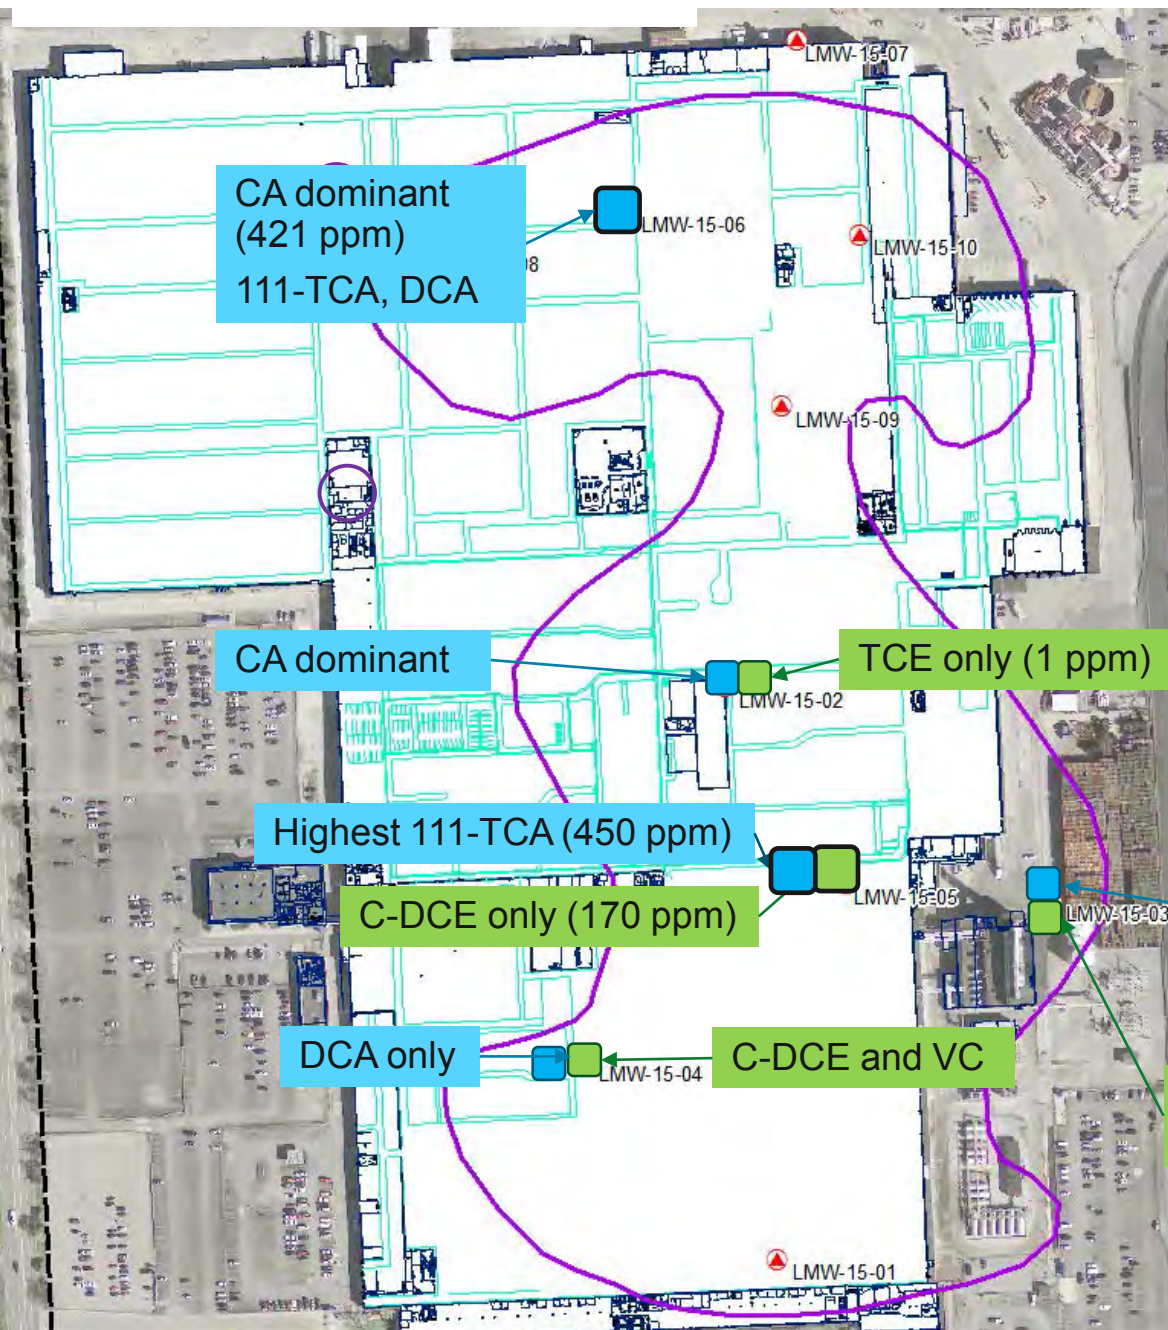 LMW-15-07
CA dominant
(421 ppm)
111-TCA, DCA
LMW-15-06
LMW-15-10
08
LMW-15-09
CA dominant
TCE only (1 ppm)
LMW-15-02
Highest 111-TCA (450 ppm)
LMW-15-05
C-DCE only (170 ppm)
LMW-15-03
DCA only
C-DCE and VC
LMW-15-04
LMW-15-01